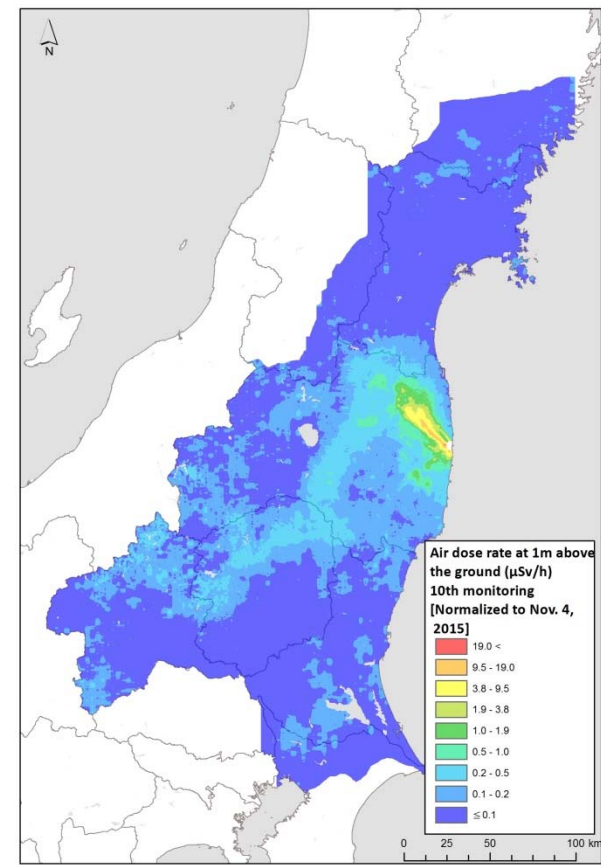 N
Air dose rate at 1m above
the ground (μSv/h)
10th monitoring
[Normalized to Nov. 4,
2015]
19.0 <
9.5 - 19.0
3.8 - 9.5
1.9 - 3.8
1.0 - 1.9
0.5 - 1.0
0.2 - 0.5
0.1 - 0.2
≦0.1
0 25 50 100 km